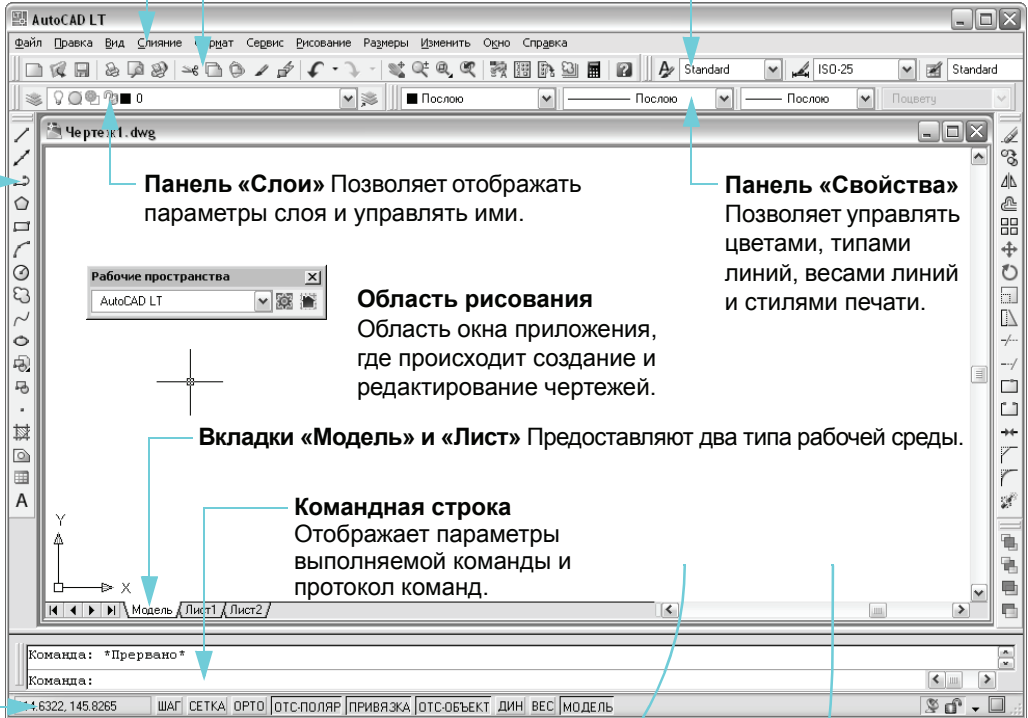 AutoCAD LT
Файл Правка Вид Слияние Формат Сервис Рисование Размеры Изменить Окно Справка
Standard ISO-25 Standard
0 Послою Послою Послою Поцвету
Чертеж1.dwg
Панель «Слои» Позволяет отображать
параметры слоя и управлять ими.
Панель «Свойства»
Позволяет управлять
цветами, типами
линий, весами линий
и стилями печати.
Рабочие пространства
AutoCAD LT
Область рисования
Область окна приложения,
где происходит создание и
редактирование чертежей.
Вкладки «Модель» и «Лист» Предоставляют два типа рабочей среды.
Командная строка
Отображает параметры
выполняемой команды и
протокол команд.
A
Y
X
Модель Лист1 Лист2
Команда: *Прервано*
Команда:
4.6322, 145.8265 ШАГ СЕТКА ОРТО ОТС-ПОЛЯР ПРИВЯЗКА ОТС-ОБЪЕКТ ДИН ВЕС МОДЕЛЬ